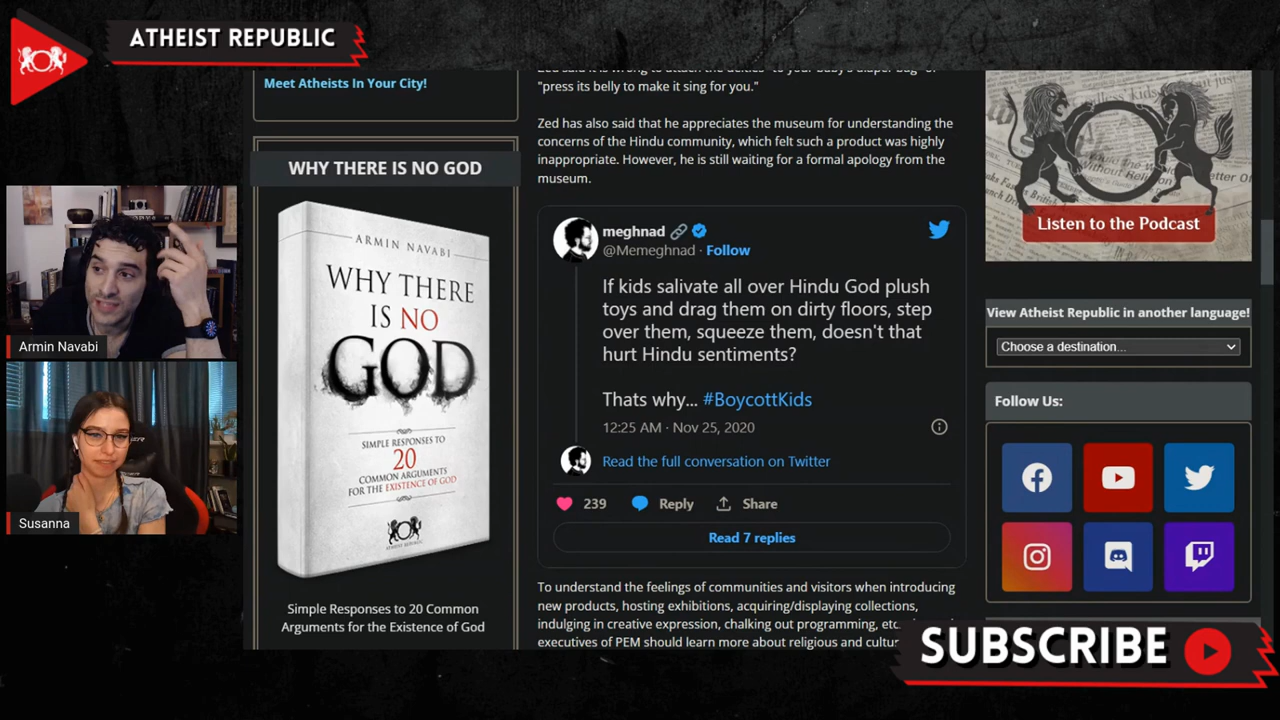 ATHEIST REPUBLIC
Armin Navabi
Susanna
Meet Atheists In Your City!
WHY THERE IS NO GOD
ARMIN NAVABI
WHY THERE
IS NO
GOD
SIMPLE RESPONSES TO
20
COMMON ARGUMENTS
FOR THE EXISTENCE OF GOD
ATHEIST REPUBLIC
Simple Responses to 20 Common
Arguments for the Existence of God
"press its belly to make it sing for you."
Zed has also said that he appreciates the museum for understanding the
concerns of the Hindu community, which felt such a product was highly
inappropriate. However, he is still waiting for a formal apology from the
museum.
meghnad
@Memeghnad · Follow
If kids salivate all over Hindu God plush
toys and drag them on dirty floors, step
over them, squeeze them, doesn't that
hurt Hindu sentiments?
Thats why... #BoycottKids
12:25 AM · Nov 25, 2020
Read the full conversation on Twitter
239 Reply Share
Read 7 replies
To understand the feelings of communities and visitors when introducing
new products, hosting exhibitions, acquiring/displaying collections,
indulging in creative expression, chalking out programming, etc.
executives of PEM should learn more about religious and
Listen to the Podcast
View Atheist Republic in another language!
Choose a destination...
Follow Us:
SUBSCRIBE